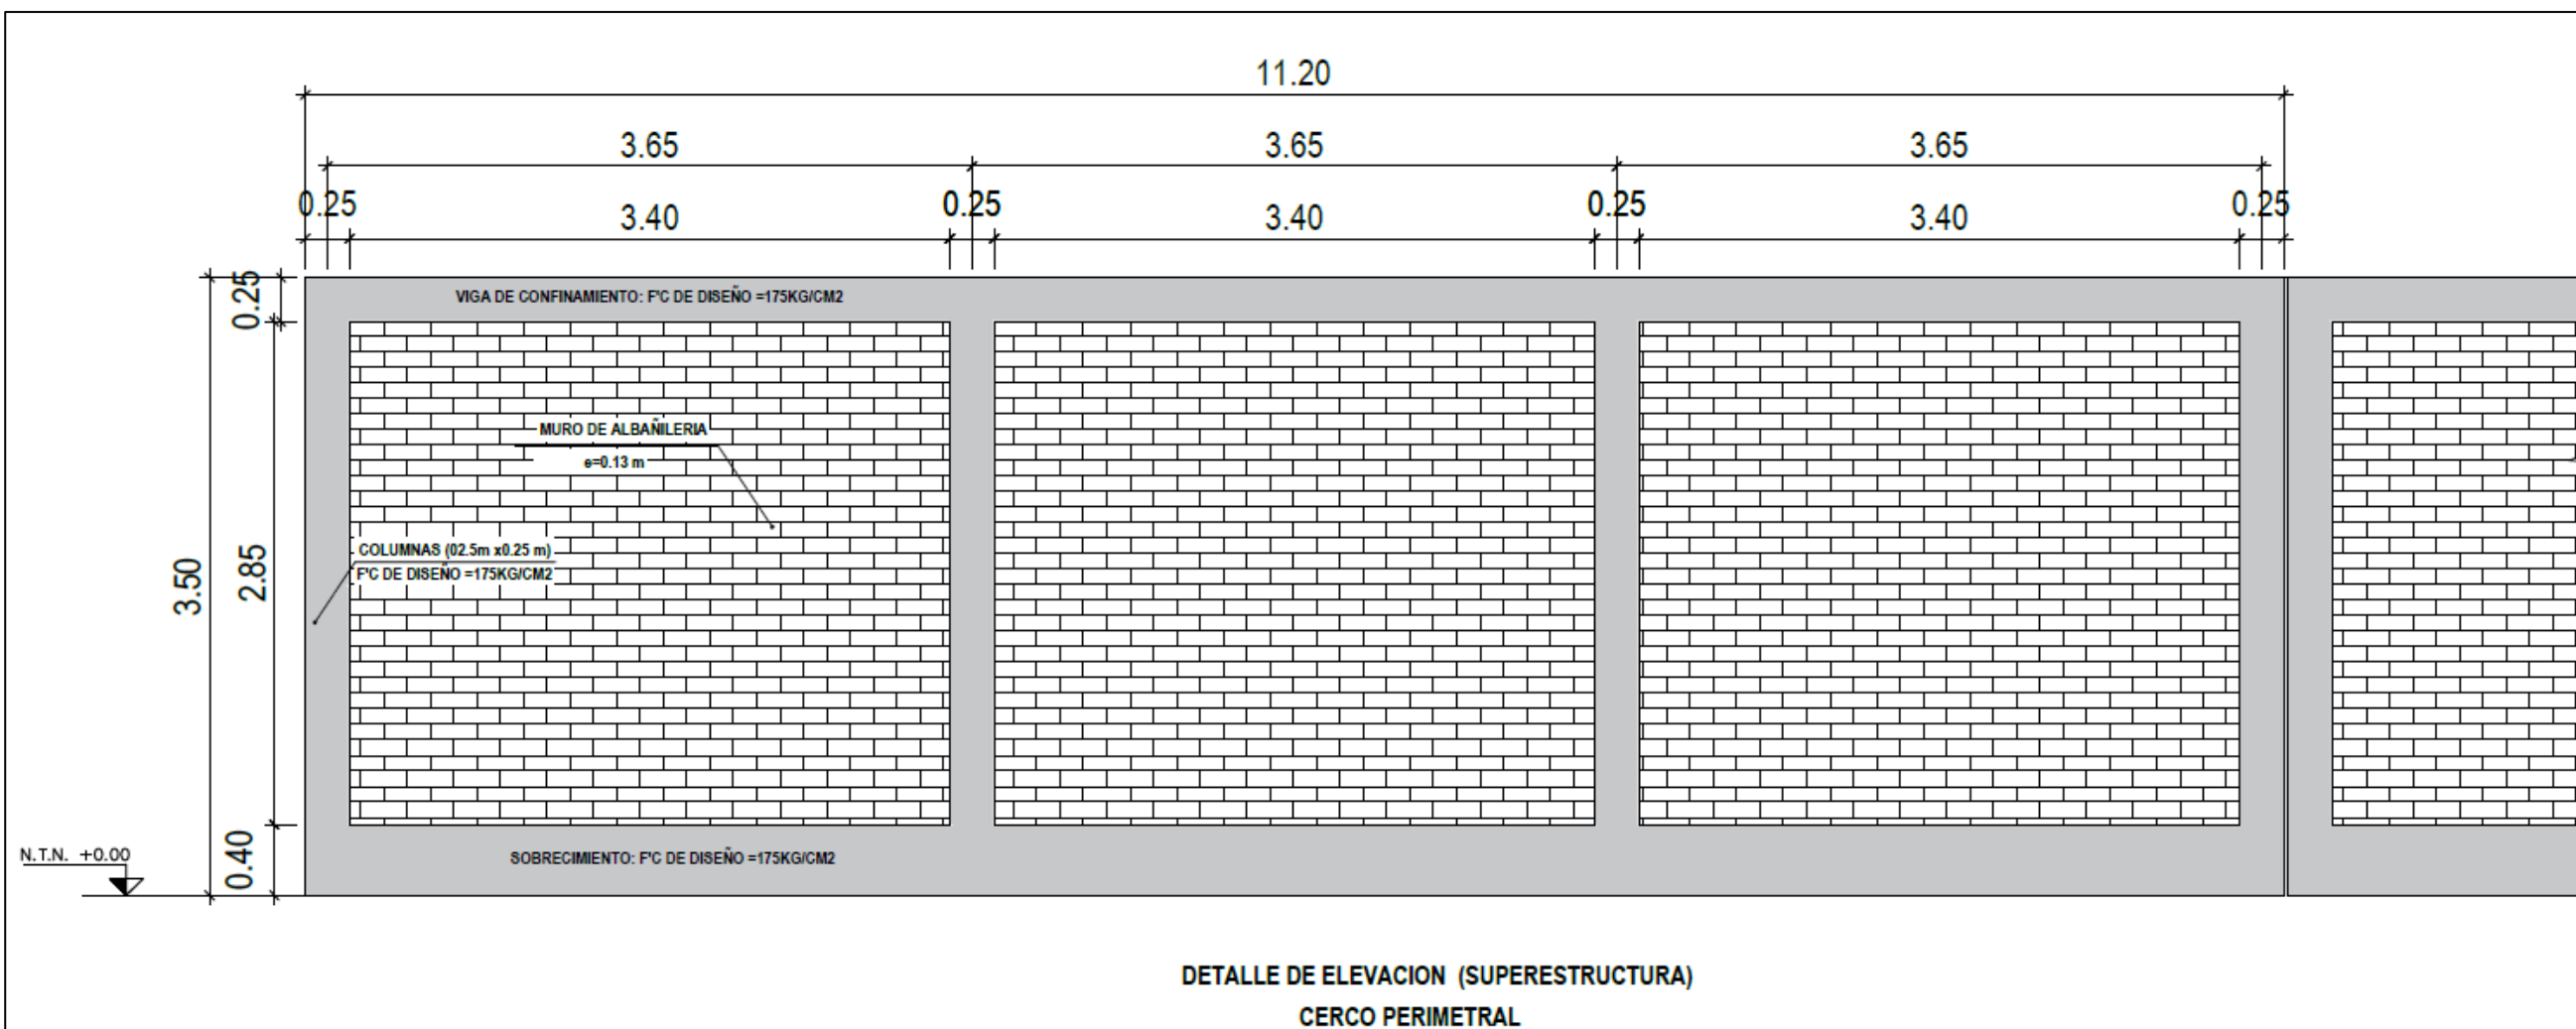 11.20
3.65 3.65 3.65
0.25 0.25 0.25 0.25
3.40 3.40 3.40
0.25
VIGA DE CONFINAMIENTO: F'C DE DISEÑO =175KG/CM2
MURO DE ALBAÑILERIA
e=0.13 m
COLUMNAS (02.5m x0.25 m)
F'C DE DISEÑO =175KG/CM2
3.50
2.85
0.40
N.T.N. +0.00
SOBRECIMIENTO: F'C DE DISEÑO =175KG/CM2
DETALLE DE ELEVACION (SUPERESTRUCTURA)
CERCO PERIMETRAL